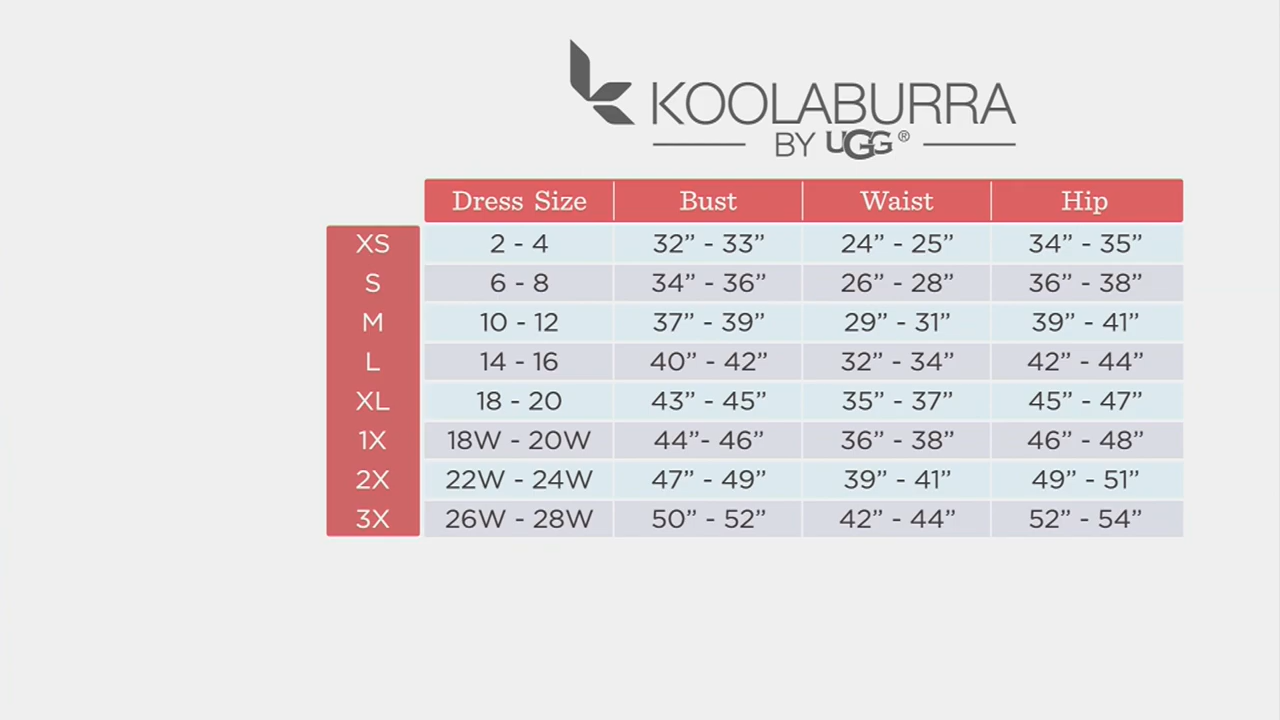 KOOLABURRA
BY UGG®
Dress Size Bust Waist Hip
XS 2 - 4 32” - 33” 24” - 25” 34” - 35”
S 6 - 8 34” - 36” 26” - 28” 36” - 38”
M 10 - 12 37” - 39” 29” - 31” 39” - 41”
L 14 - 16 40” - 42” 32” - 34” 42” - 44”
XL 18 - 20 43” - 45” 35” - 37” 45” - 47”
1X 18W - 20W 44”- 46” 36” - 38” 46” - 48”
2X 22W - 24W 47” - 49” 39” - 41” 49” - 51”
3X 26W - 28W 50” - 52” 42” - 44” 52” - 54”